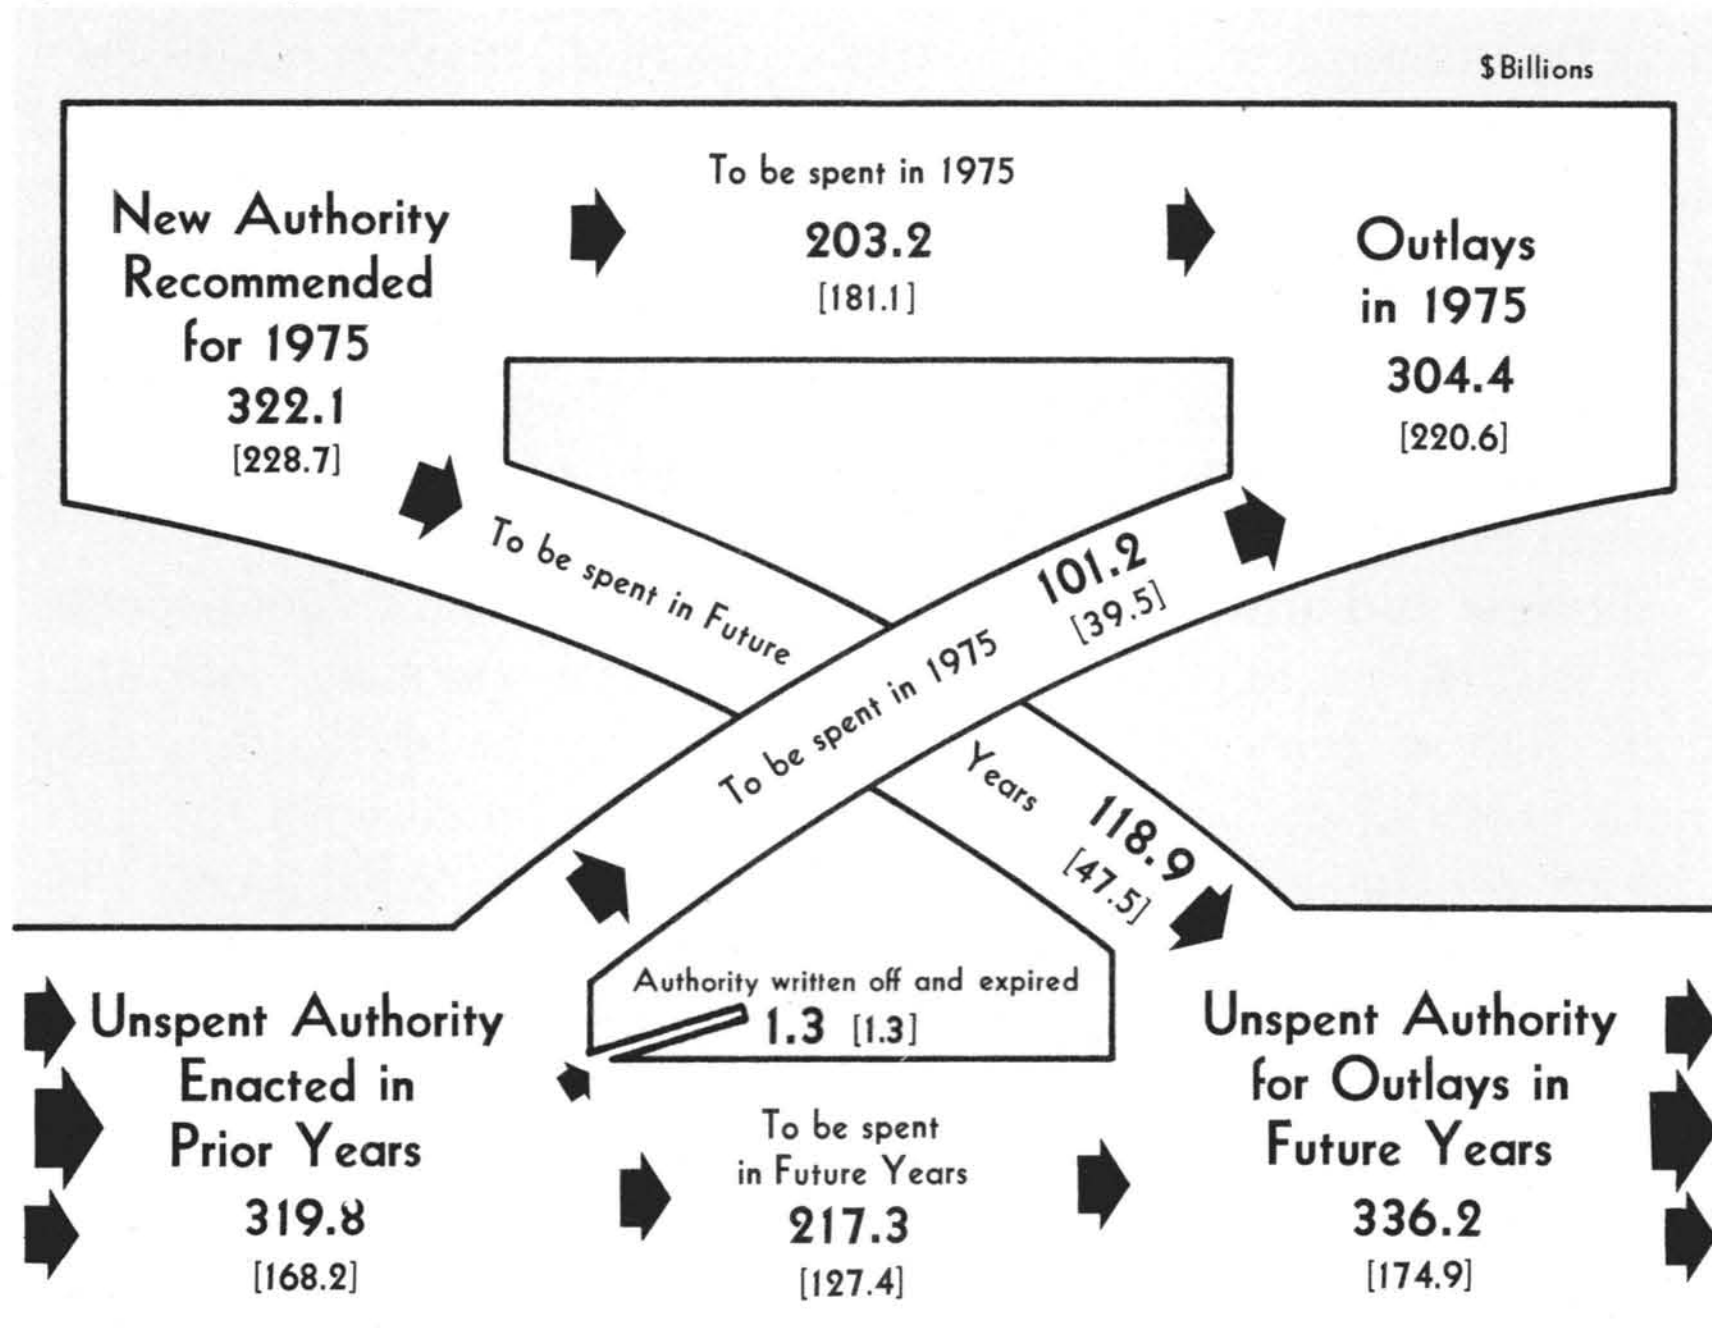 $ Billions
New Authority
Recommended
for 1975
322.1
[228.7]
To be spent in 1975
203.2
[181.1]
Outlays
in 1975
304.4
[220.6]
To be spent in Future
Years
118.9
[47.5]
To be spent in 1975
101.2
[39.5]
Authority written off and expired
1.3 [1.3]
Unspent Authority
Enacted in
Prior Years
319.8
[168.2]
To be spent
in Future Years
217.3
[127.4]
Unspent Authority
for Outlays in
Future Years
336.2
[174.9]